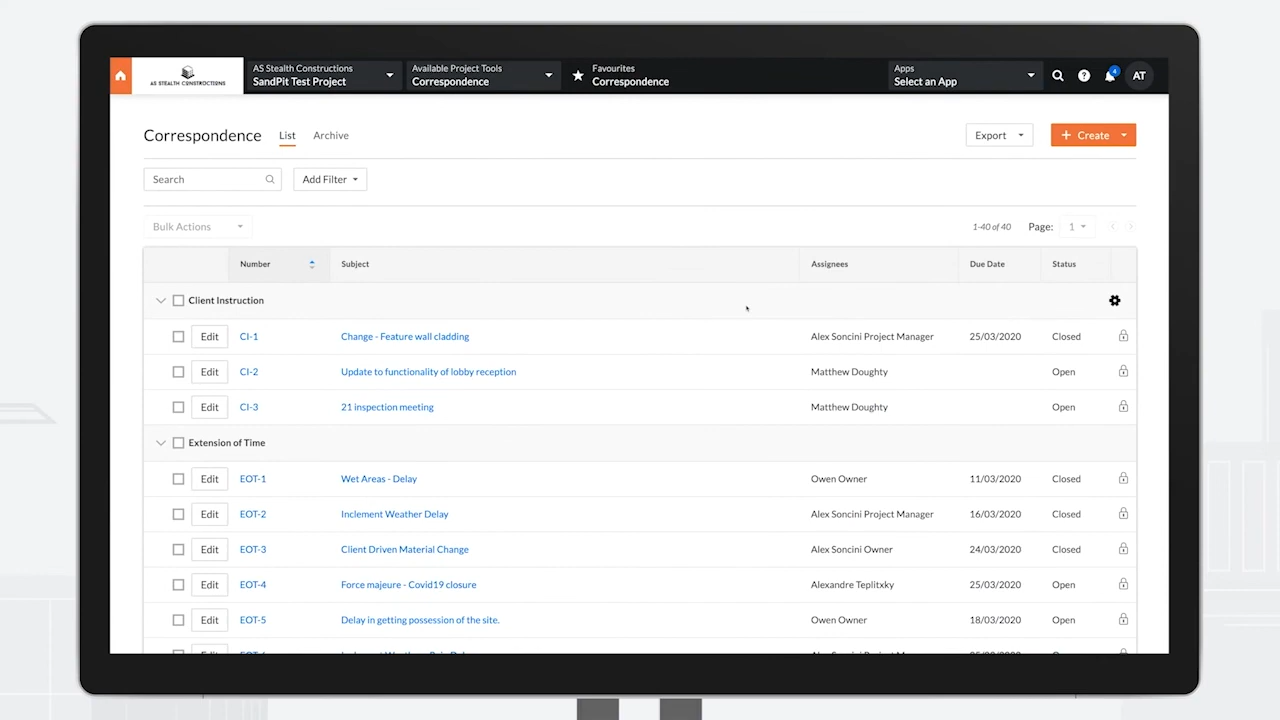 AS STEALTH CONSTRUCTIONS
AS Stealth Constructions
SandPit Test Project
Available Project Tools
Correspondence
Favourites
Correspondence
Apps
Select an App
4
AT
Correspondence List Archive
Export
+ Create
Search
Add Filter
Bulk Actions
1-40 of 40 Page: 1
Number Subject Assignees Due Date Status
Client Instruction
Edit CI-1 Change - Feature wall cladding Alex Soncini Project Manager 25/03/2020 Closed
Edit CI-2 Update to functionality of lobby reception Matthew Doughty Open
Edit CI-3 21 inspection meeting Matthew Doughty Open
Extension of Time
Edit EOT-1 Wet Areas - Delay Owen Owner 11/03/2020 Closed
Edit EOT-2 Inclement Weather Delay Alex Soncini Project Manager 16/03/2020 Closed
Edit EOT-3 Client Driven Material Change Alex Soncini Owner 24/03/2020 Closed
Edit EOT-4 Force majeure - Covid19 closure Alexandre Teplitxky 25/03/2020 Open
Edit EOT-5 Delay in getting possession of the site. Owen Owner 18/03/2020 Open